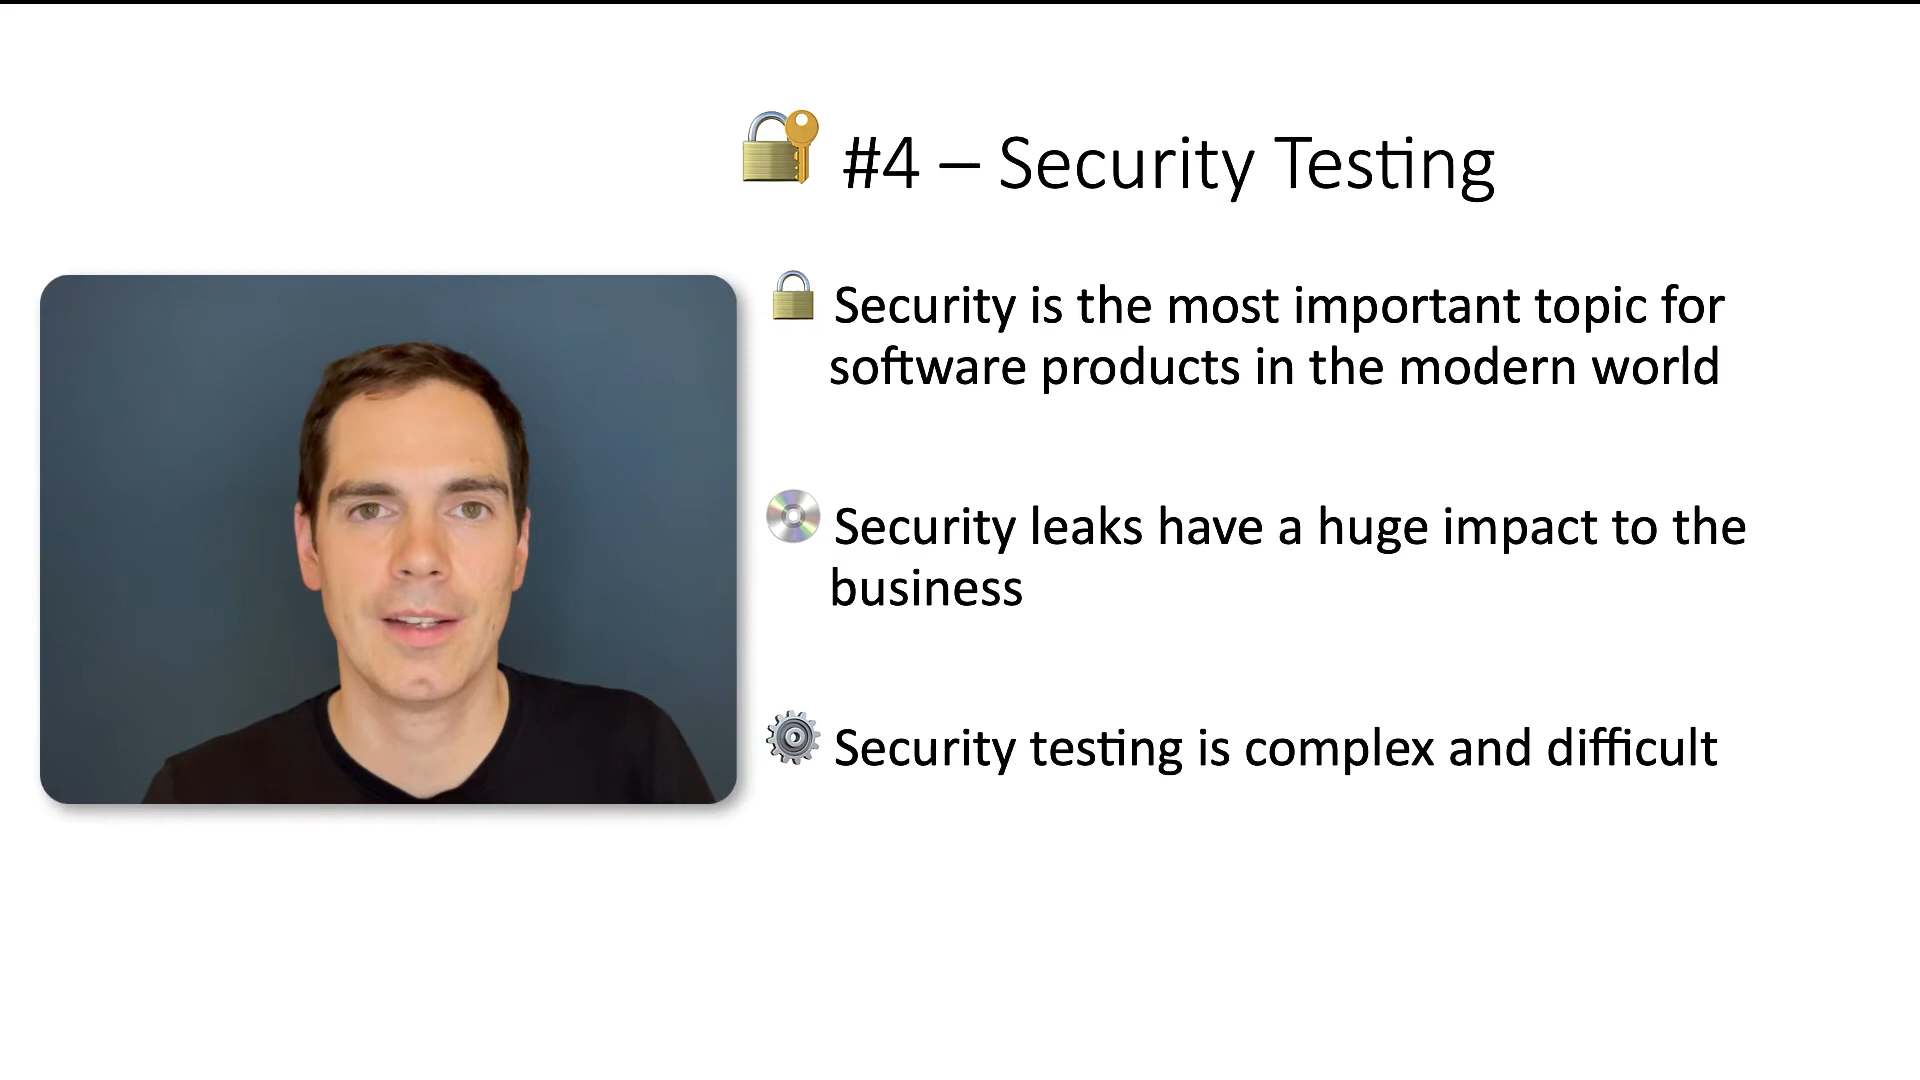 #4 – Security Testing
Security is the most important topic for
software products in the modern world
Security leaks have a huge impact to the
business
Security testing is complex and difficult